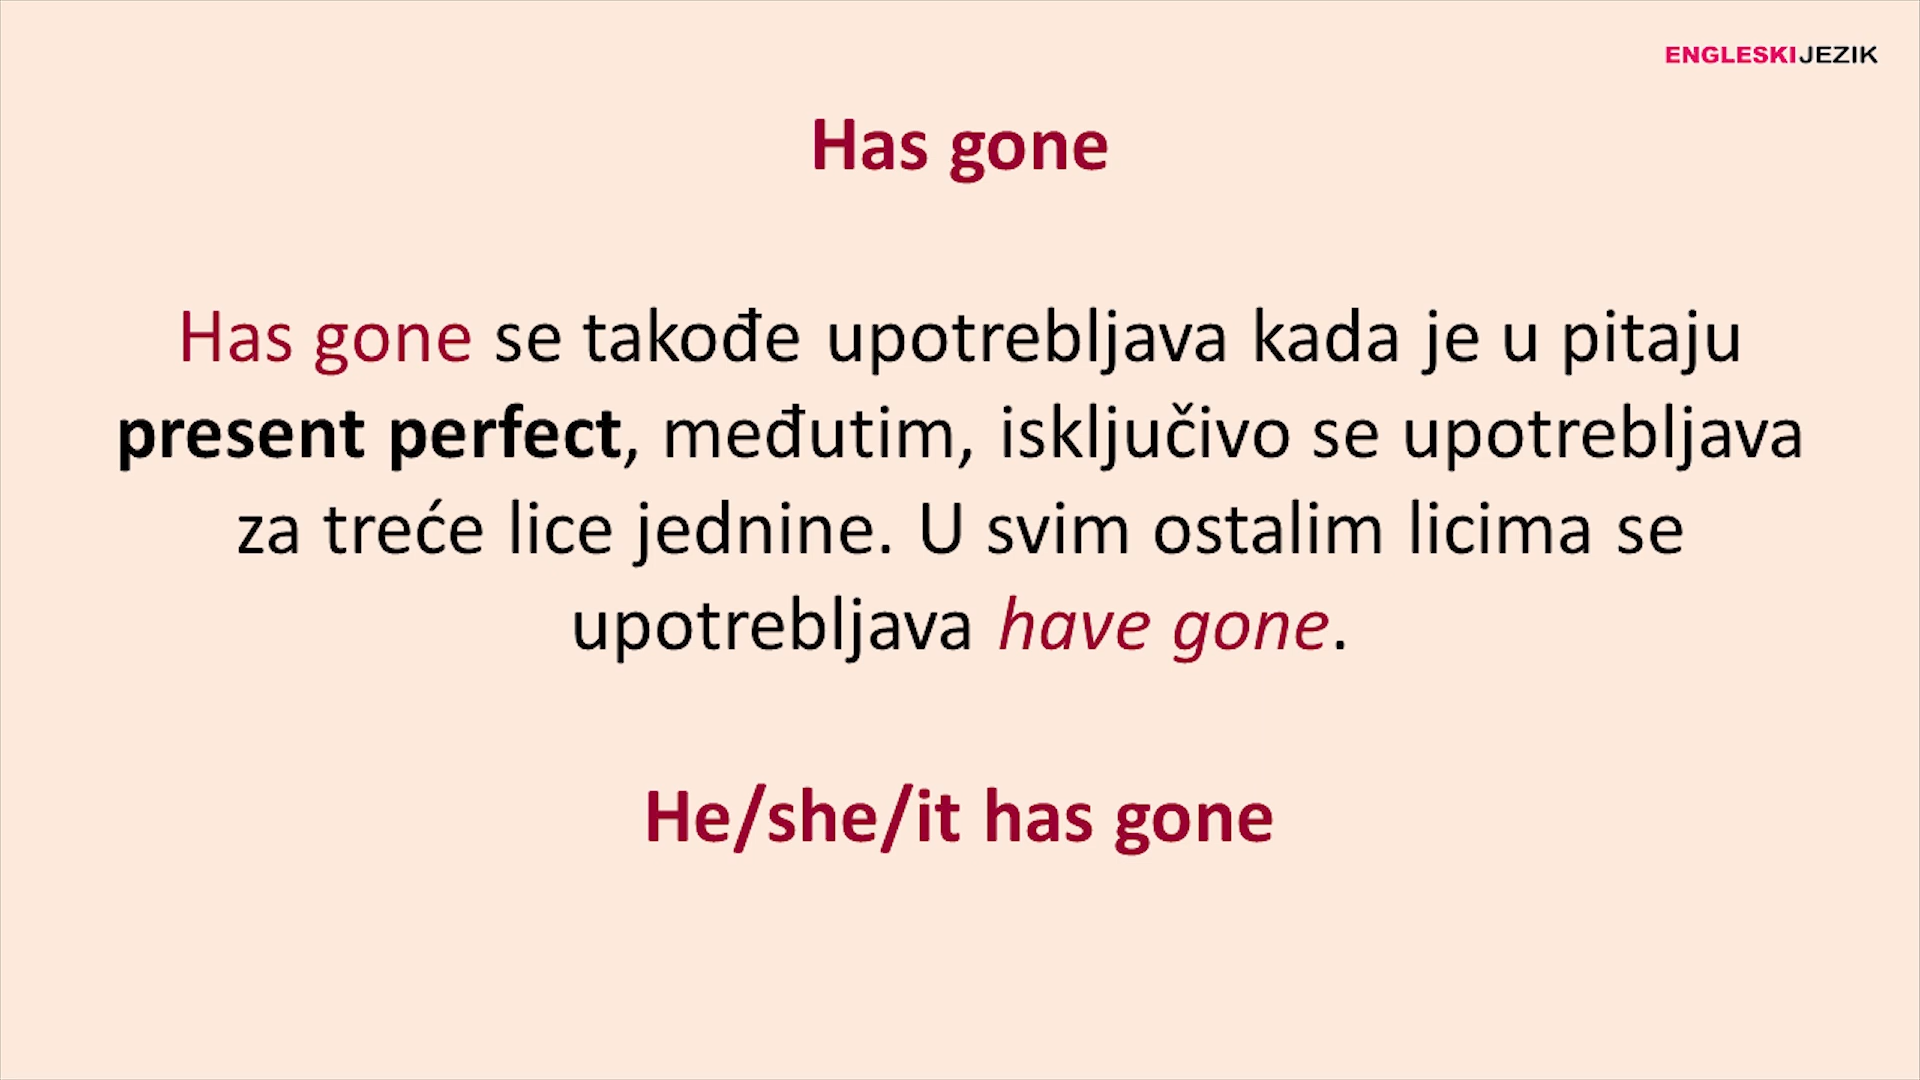 ENGLESKIJEZIK
Has gone
Has gone se takođe upotrebljava kada je u pitaju
present perfect, međutim, isključivo se upotrebljava
za treće lice jednine. U svim ostalim licima se
upotrebljava have gone.
He/she/it has gone